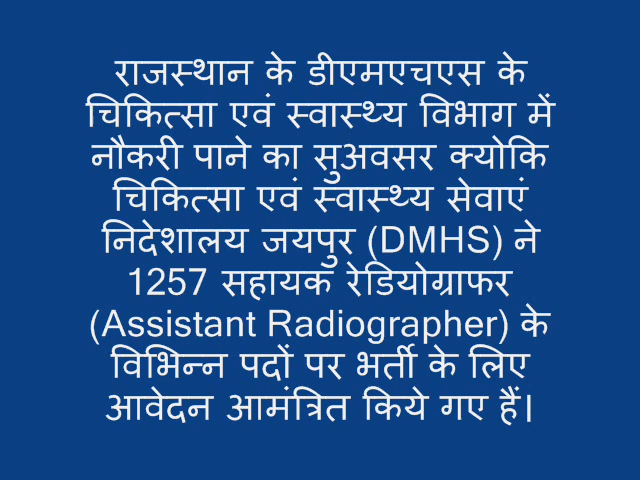 राजस्थान के डीएमएचएस के
चिकित्सा एवं स्वास्थ्य विभाग में
नौकरी पाने का सुअवसर क्योकि
चिकित्सा एवं स्वास्थ्य सेवाएं
निदेशालय जयपुर (DMHS) ने
1257 सहायक रेडियोग्राफर
(Assistant Radiographer) के
विभिन्न पदों पर भर्ती के लिए
आवेदन आमंत्रित किये गए हैं।